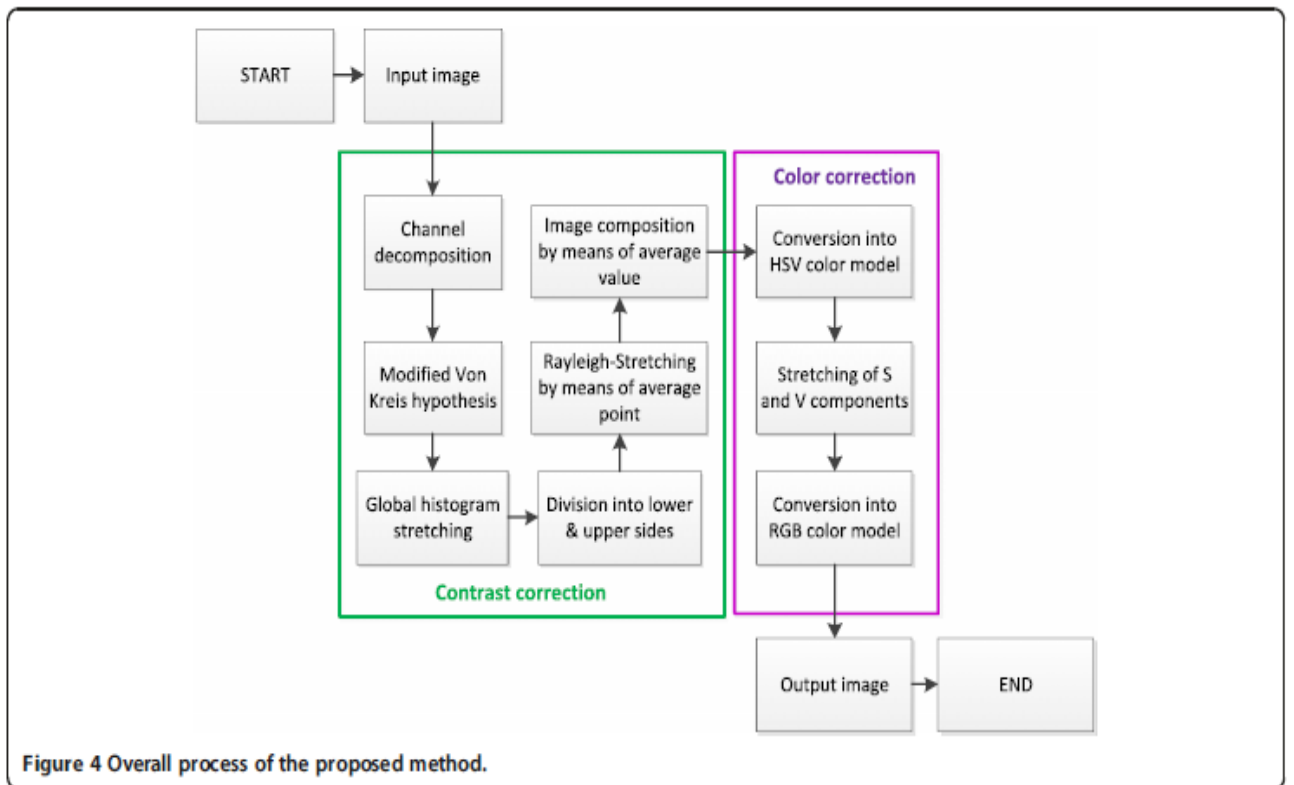 START
Input image
Channel
decomposition
Modified Von
Kreis hypothesis
Global histogram
stretching
Division into lower
& upper sides
Rayleigh-Stretching
by means of average
point
Image composition
by means of average
value
Contrast correction
Color correction
Conversion into
HSV color model
Stretching of S
and V components
Conversion into
RGB color model
Output image
END
Figure 4 Overall process of the proposed method.